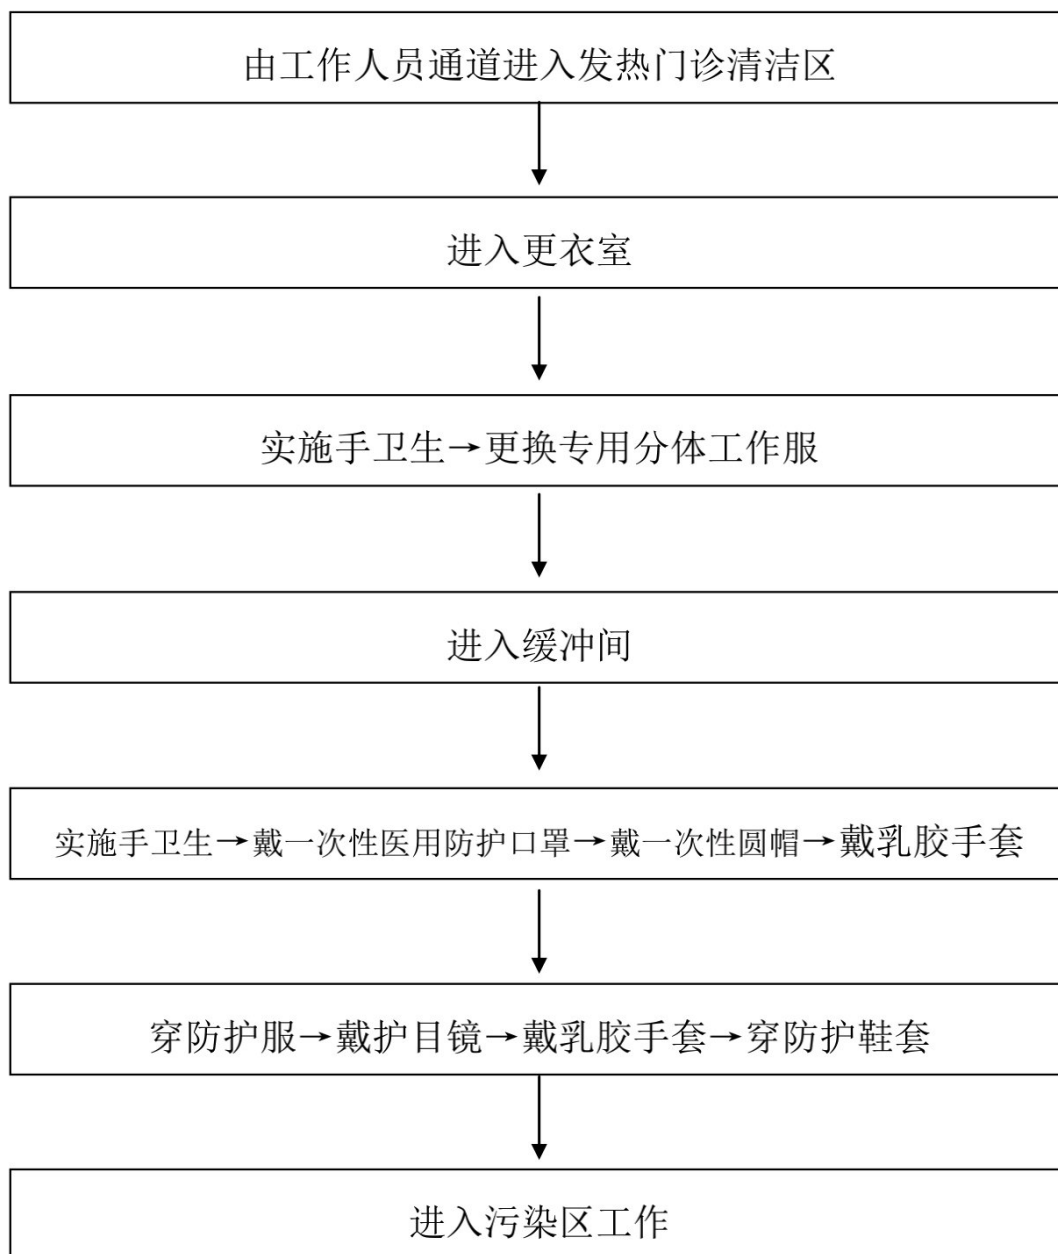 由工作人员通道进入发热门诊清洁区
进入更衣室
实施手卫生→更换专用分体工作服
进入缓冲间
实施手卫生→戴一次性医用防护口罩→戴一次性圆帽→戴乳胶手套
穿防护服→戴护目镜→戴乳胶手套→穿防护鞋套
进入污染区工作